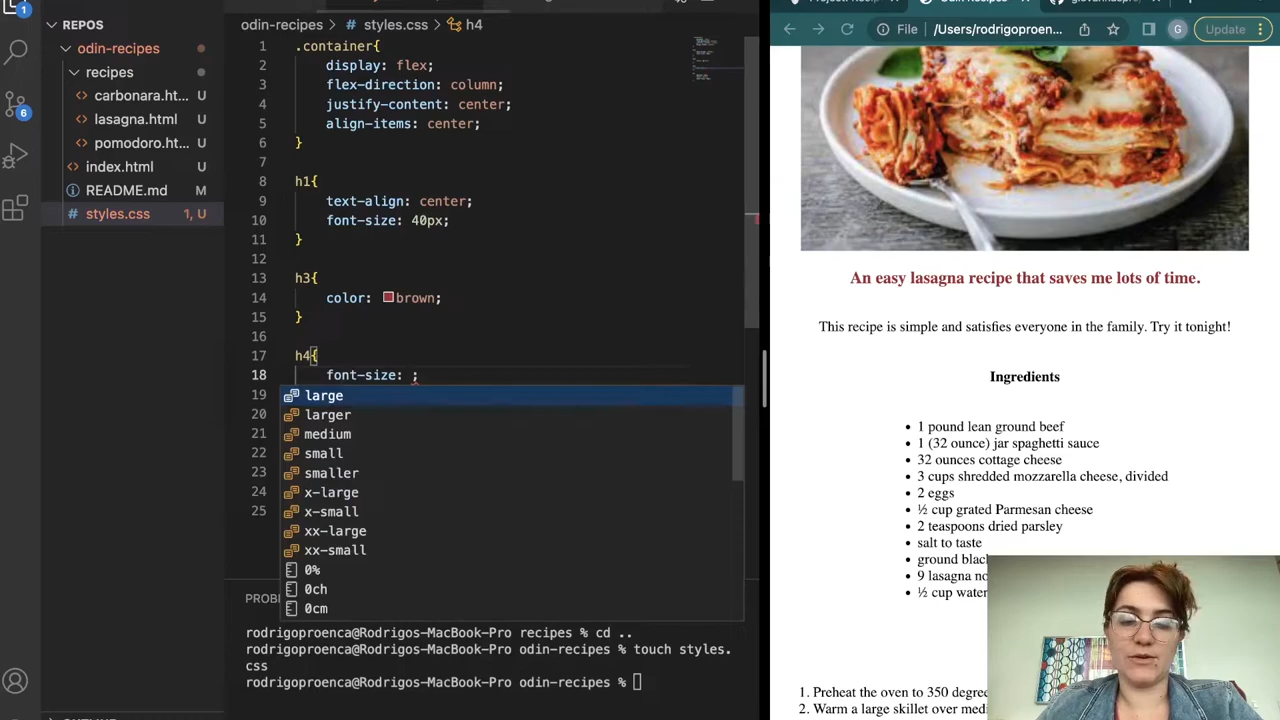 1
REPOS
odin-recipes
recipes
carbonara.ht... U
lasagna.html U
pomodoro.ht... U
index.html U
README.md M
styles.css 1, U
6
odin-recipes > styles.css > h4
1 .container{
2 display: flex;
3 flex-direction: column;
4 justify-content: center;
5 align-items: center;
6 }
7
8 h1{
9 text-align: center;
10 font-size: 40px;
11 }
12
13 h3{
14 color: brown;
15 }
16
17 h4{
18 font-size: ;
19 large
20 larger
21 medium
22 small
23 smaller
24 x-large
25 x-small
xx-large
xx-small
0%
0ch
0cm
PROB
rodrigoproenca@Rodrigos-MacBook-Pro recipes % cd ..
rodrigoproenca@Rodrigos-MacBook-Pro odin-recipes % touch styles.
css
rodrigoproenca@Rodrigos-MacBook-Pro odin-recipes %
File /Users/rodrigoproen... G Update
An easy lasagna recipe that saves me lots of time.
This recipe is simple and satisfies everyone in the family. Try it tonight!
Ingredients
• 1 pound lean ground beef
• 1 (32 ounce) jar spaghetti sauce
• 32 ounces cottage cheese
• 3 cups shredded mozzarella cheese, divided
• 2 eggs
• ½ cup grated Parmesan cheese
• 2 teaspoons dried parsley
• salt to taste
• ground blac
• 9 lasagna no
• ½ cup water
1. Preheat the oven to 350 degree
2. Warm a large skillet over medi